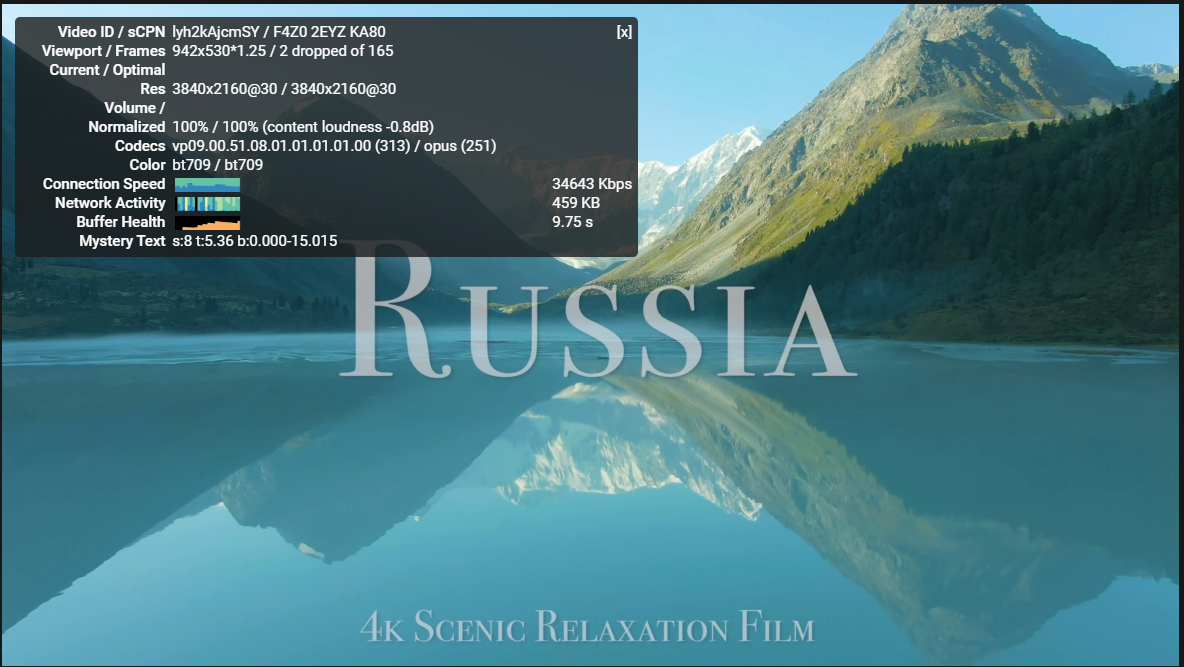 Video ID / sCPN lyh2kAjcmSY / F4Z0 2EYZ KA80 [x]
Viewport / Frames 942x530*1.25 / 2 dropped of 165
Current / Optimal
Res 3840x2160@30 / 3840x2160@30
Volume /
Normalized 100% / 100% (content loudness -0.8dB)
Codecs vp09.00.51.08.01.01.01.01.00 (313) / opus (251)
Color bt709 / bt709
Connection Speed 34643 Kbps
Network Activity 459 KB
Buffer Health 9.75 s
Mystery Text s:8 t:5.36 b:0.000-15.015
Russia
4k Scenic Relaxation Film